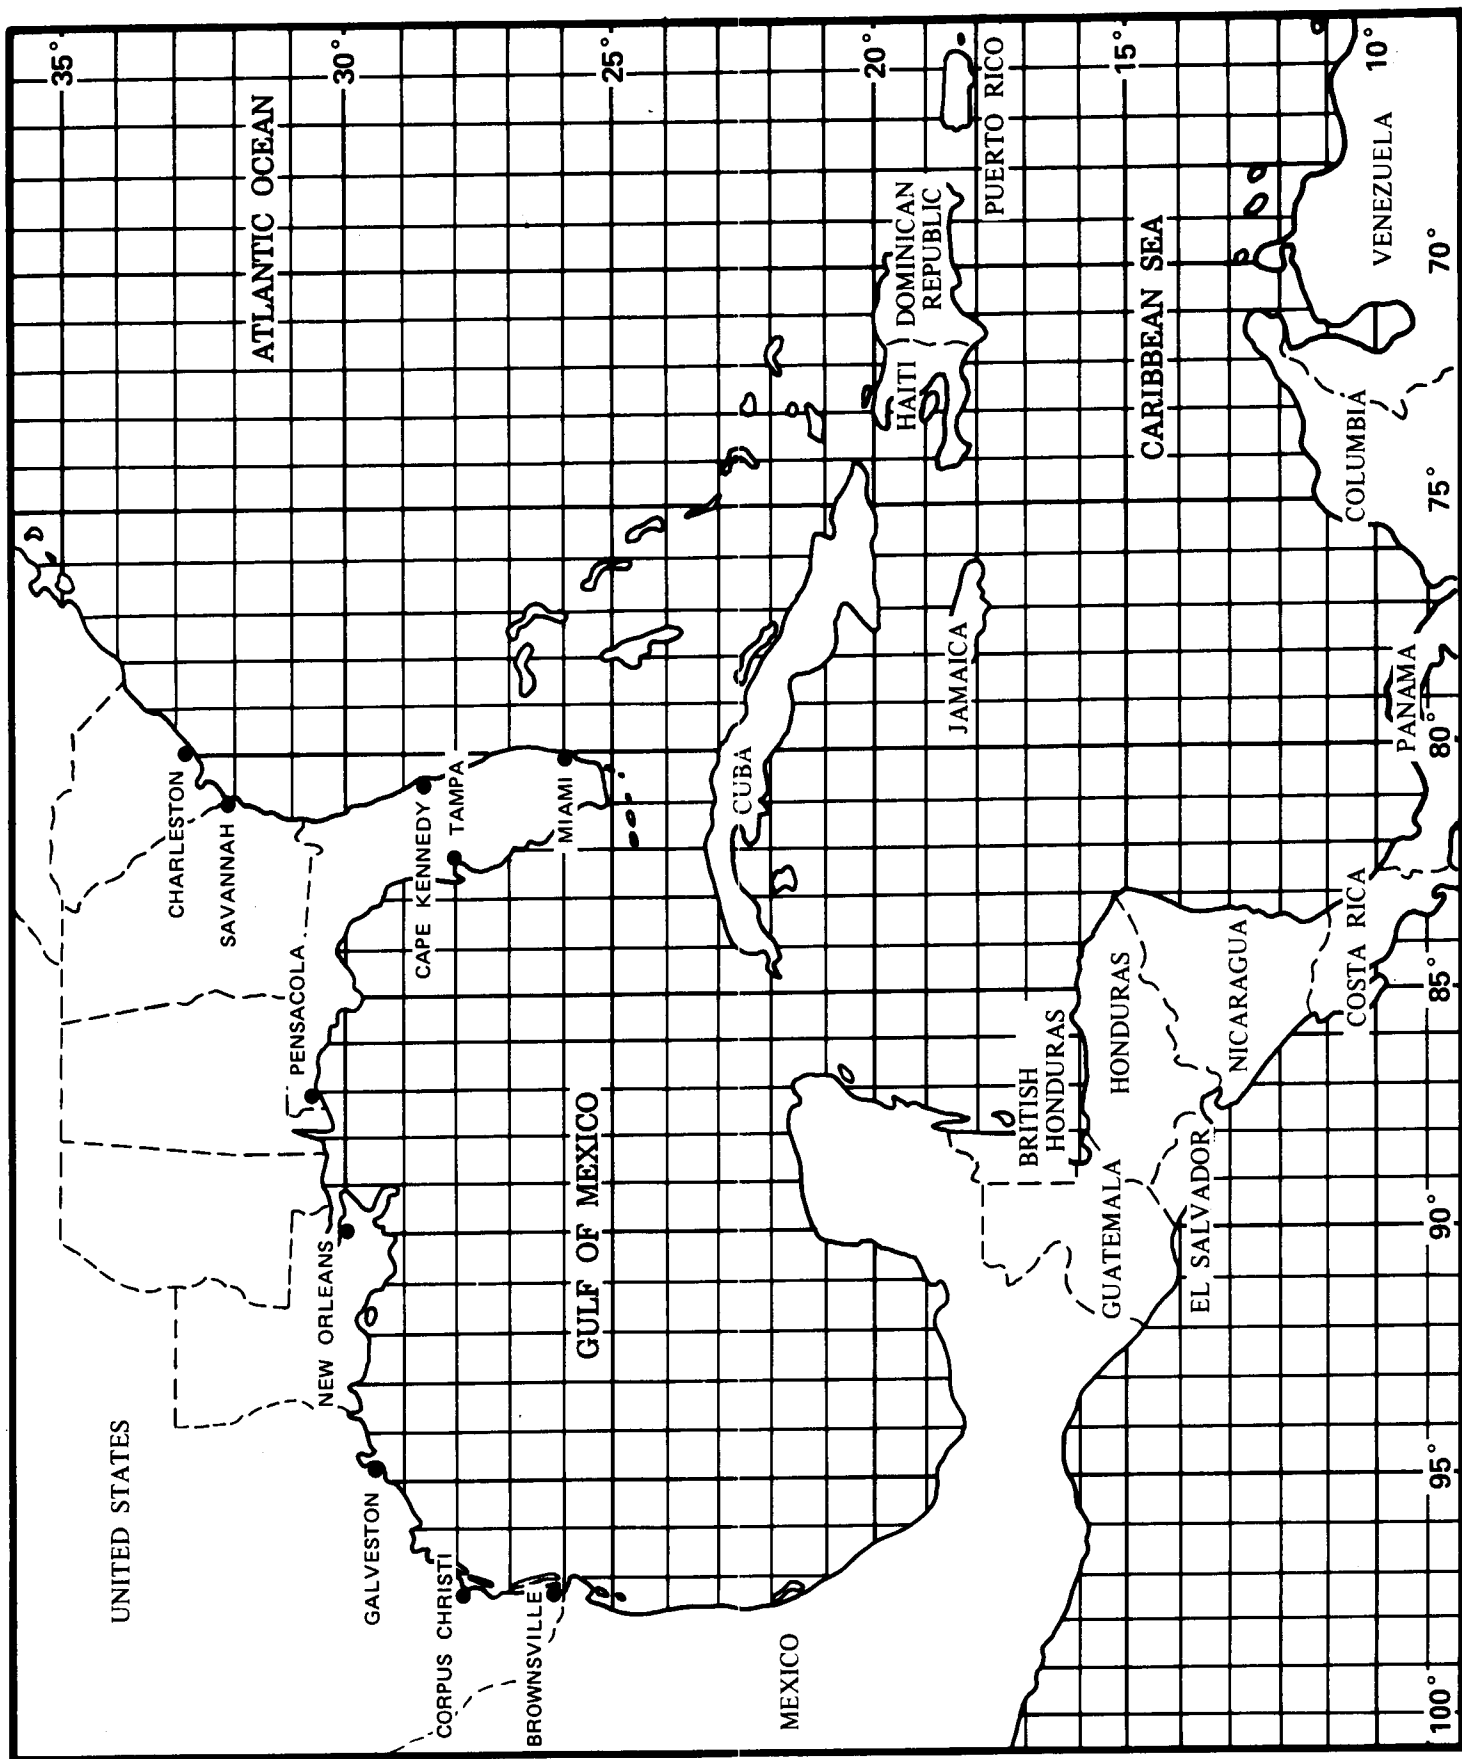 35°
30°
25°
20°
15°
10°
ATLANTIC OCEAN
UNITED STATES
CHARLESTON
SAVANNAH
PENSACOLA
NEW ORLEANS
GALVESTON
CAPE KENNEDY
TAMPA
CORPUS CHRISTI
BROWNSVILLE
MIAMI
GULF OF MEXICO
MEXICO
CUBA
HAITI
DOMINICAN
REPUBLIC
PUERTO RICO
JAMAICA
BRITISH
HONDURAS
CARIBBEAN SEA
HONDURAS
GUATEMALA
EL SALVADOR
NICARAGUA
COSTA RICA
PANAMA
COLUMBIA
VENEZUELA
100°
95°
90°
85°
80°
75°
70°